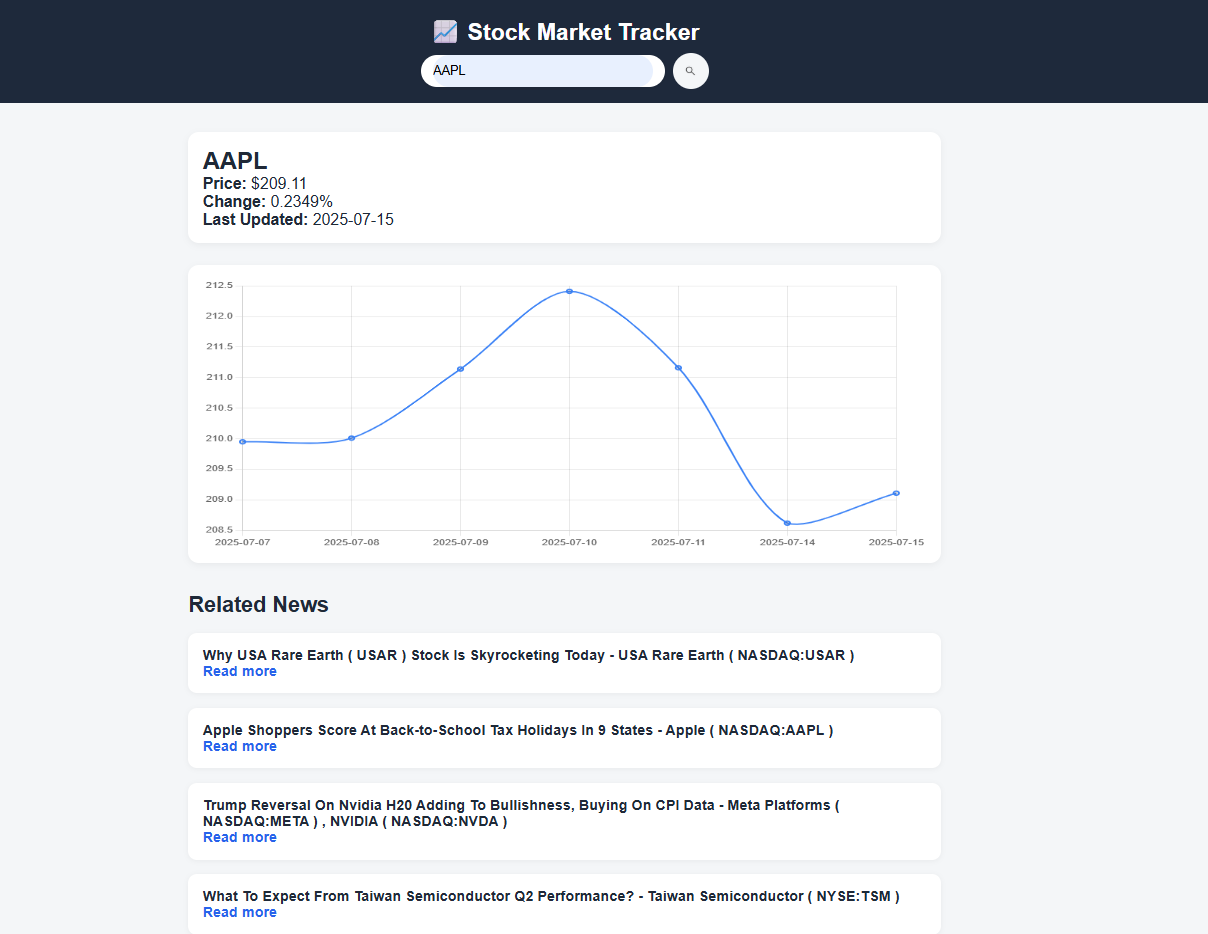 Stock Market Tracker
AAPL
AAPL
Price: $209.11
Change: 0.2349%
Last Updated: 2025-07-15
212.5
212.0
211.5
211.0
210.5
210.0
209.5
209.0
208.5
2025-07-07 2025-07-08 2025-07-09 2025-07-10 2025-07-11 2025-07-14 2025-07-15
Related News
Why USA Rare Earth ( USAR ) Stock Is Skyrocketing Today - USA Rare Earth ( NASDAQ:USAR )
Read more
Apple Shoppers Score At Back-to-School Tax Holidays In 9 States - Apple ( NASDAQ:AAPL )
Read more
Trump Reversal On Nvidia H20 Adding To Bullishness, Buying On CPI Data - Meta Platforms (
NASDAQ:META ) , NVIDIA ( NASDAQ:NVDA )
Read more
What To Expect From Taiwan Semiconductor Q2 Performance? - Taiwan Semiconductor ( NYSE:TSM )
Read more